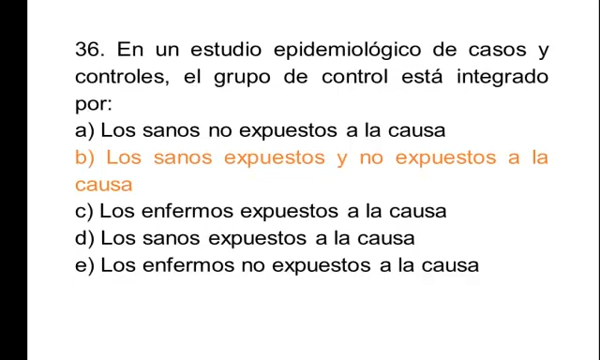 36. En un estudio epidemiológico de casos y
controles, el grupo de control está integrado
por:
a) Los sanos no expuestos a la causa
b) Los sanos expuestos y no expuestos a la
causa
c) Los enfermos expuestos a la causa
d) Los sanos expuestos a la causa
e) Los enfermos no expuestos a la causa